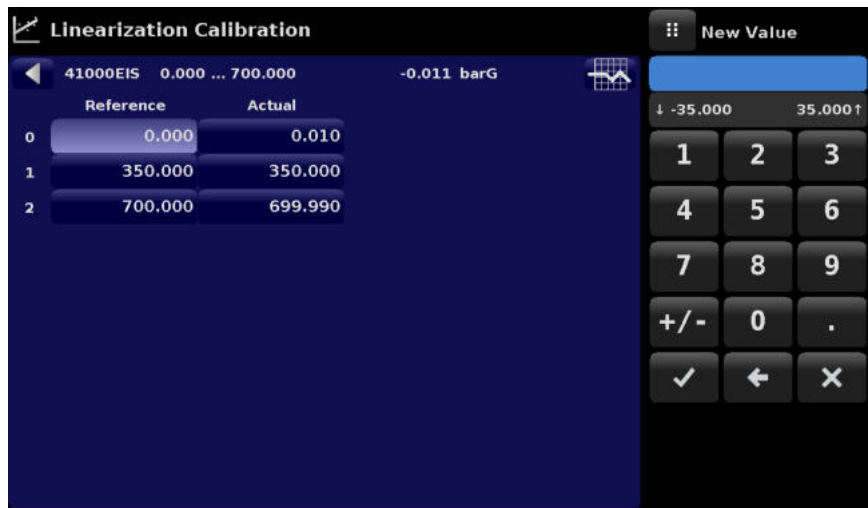 Linearization Calibration
New Value
41000EIS 0.000 ... 700.000 -0.011 barG
↓ -35.000 35.000↑
Reference Actual
0 0.000 0.010
1 350.000 350.000
2 700.000 699.990
1 2 3
4 5 6
7 8 9
+/- 0 .